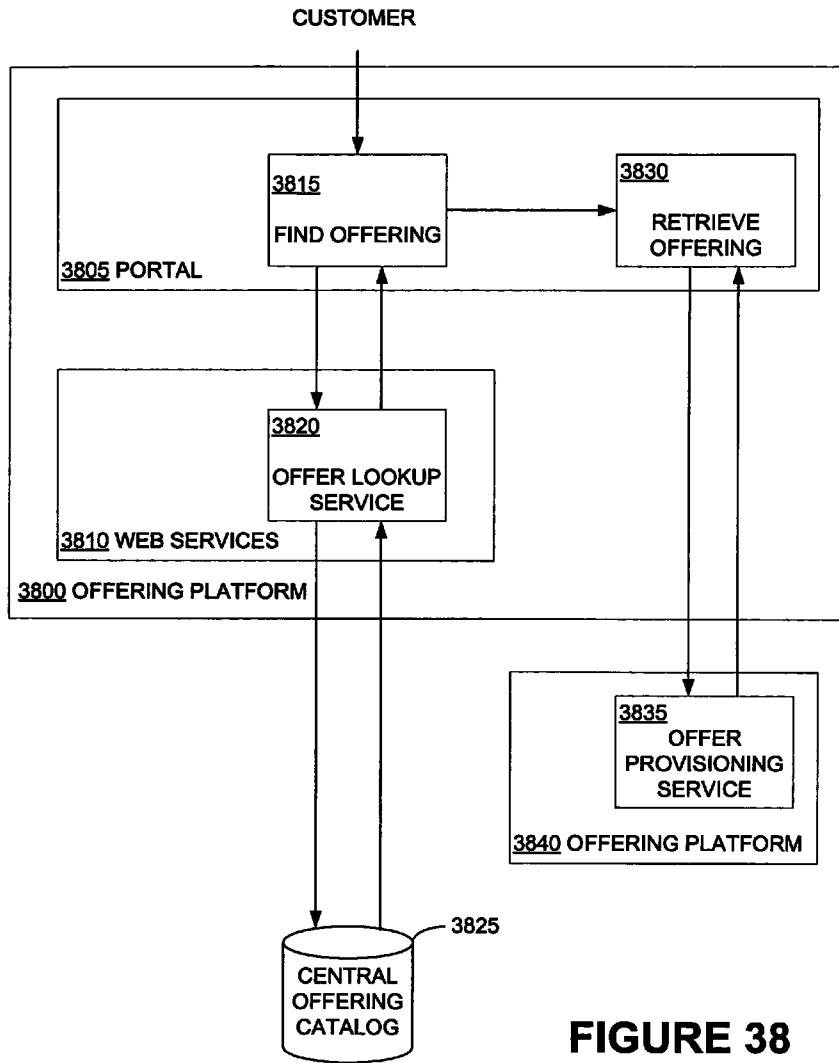 CUSTOMER
3815
FIND OFFERING
3830
RETRIEVE
OFFERING
3805 PORTAL
3820
OFFER LOOKUP
SERVICE
3810 WEB SERVICES
3800 OFFERING PLATFORM
3835
OFFER
PROVISIONING
SERVICE
3840 OFFERING PLATFORM
3825
CENTRAL
OFFERING
CATALOG
FIGURE 38